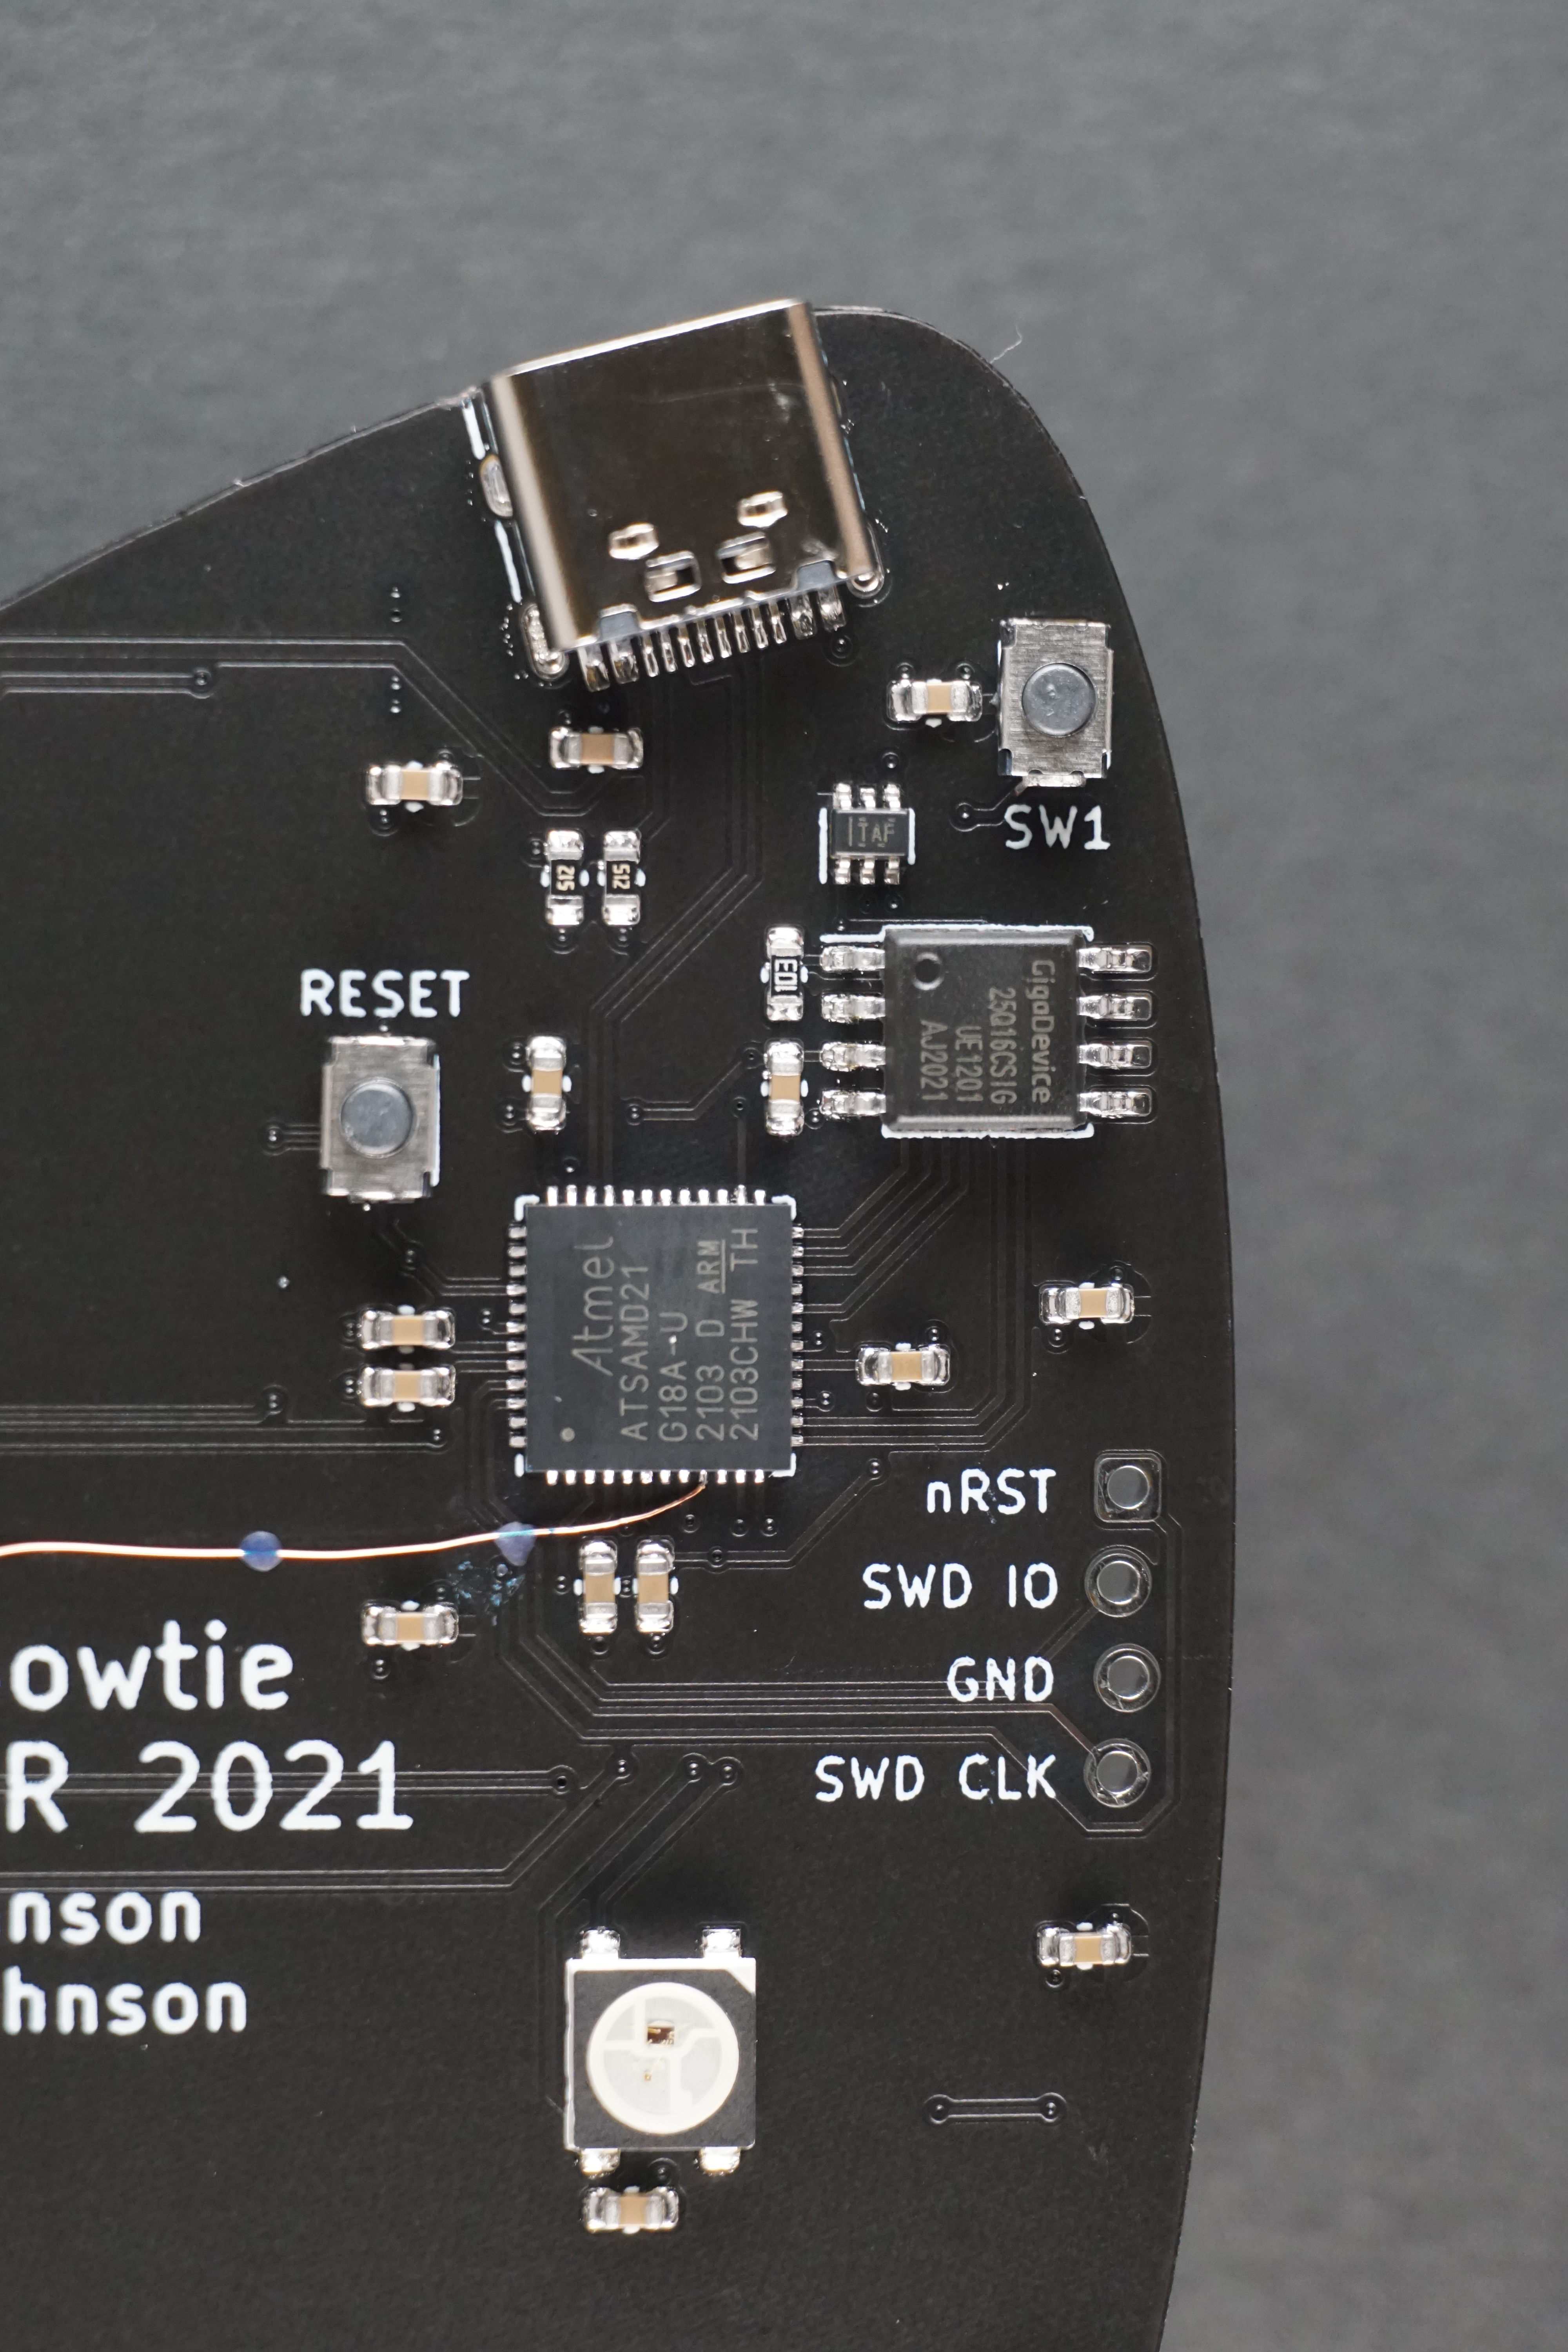 SW1
TAF
512
512
E01
RESET
GigaDevice
25Q16CSIG
UE1201
AJ2021
Atmel
ATSAMD21
G18A-U
2103 D ARM
2103CHW TH
nRST
SWD IO
GND
SWD CLK
owtie
R 2021
nson
hnson